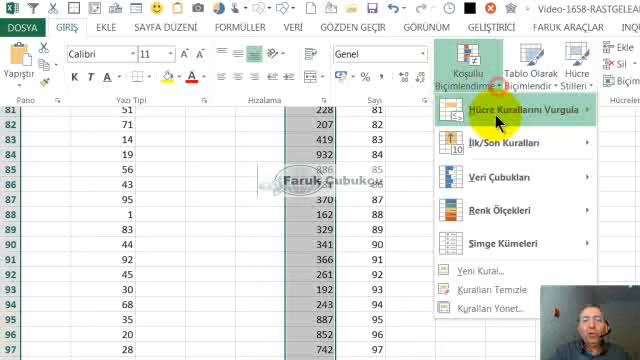 Video-1658-RASTGELEAR
DOSYA GİRİŞ EKLE SAYFA DÜZENİ FORMÜLLER VERİ GÖZDEN GEÇİR GÖRÜNÜM GELİŞTİRİCİ FARUK ARAÇLAR
Calibri 11 Genel Ekle
Yapıştır Koşullu Biçimlendirme Tablo Olarak Biçimlendir Hücre Stilleri Sil
Biçim
Pano Yazı Tipi Hizalama Sayı
Hücre Kurallarını Vurgula
İlk/Son Kuralları
Veri Çubukları
Renk Ölçekleri
Simge Kümeleri
Yeni Kural...
Kuralları Temizle
Kuralları Yönet...
Faruk Çubukçu
81 51 228 81
82 71 207 82
83 14 419 83
84 19 932 84
85 56 886 85
86 43 781 86
87 95 370 87
88 1 162 88
89 83 329 89
90 44 341 90
91 92 366 91
92 45 261 92
93 30 192 93
94 68 243 94
95 35 887 95
96 20 852 96
97 28 742 97